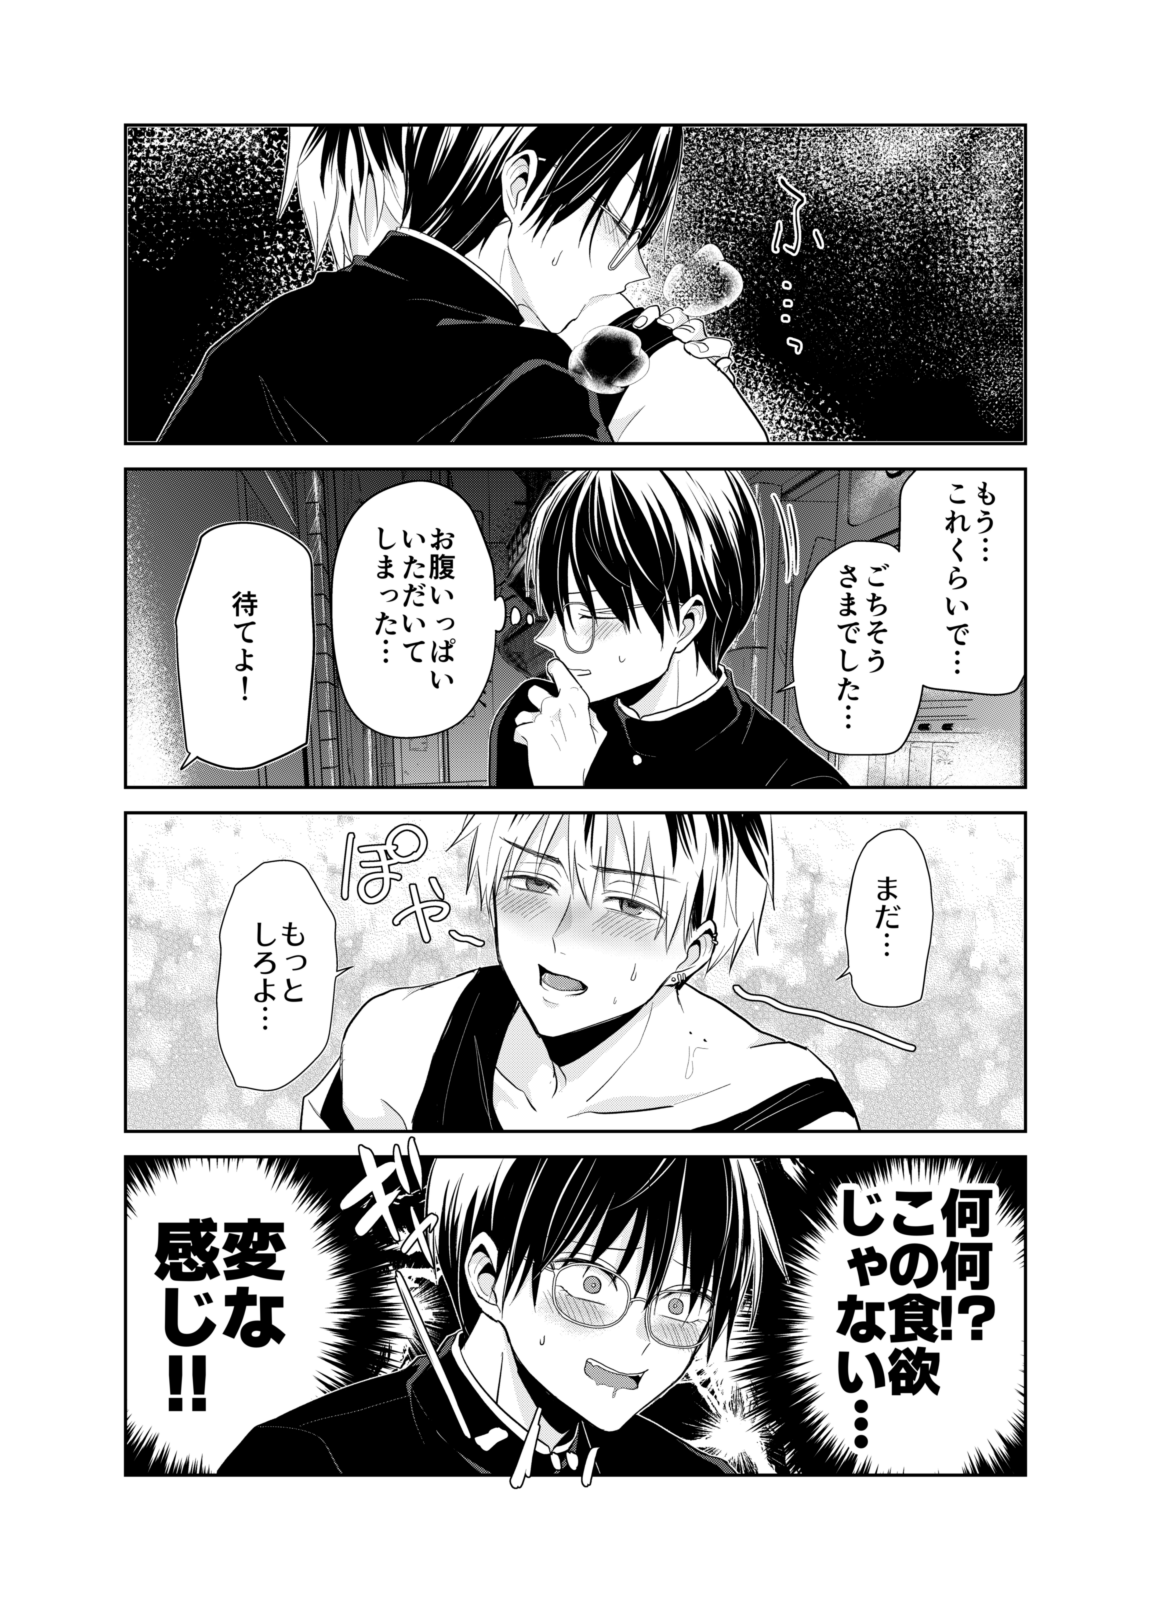 ふ…
もう…
これくらいで…
ごちそう
さまでした…
お腹いっぱい
いただいて
しまった…
待てよ！
まだ…
ぽや〜
もっと
しろよ…
何何!?
この食欲
じゃない…
ギュ
変な
感じ!!